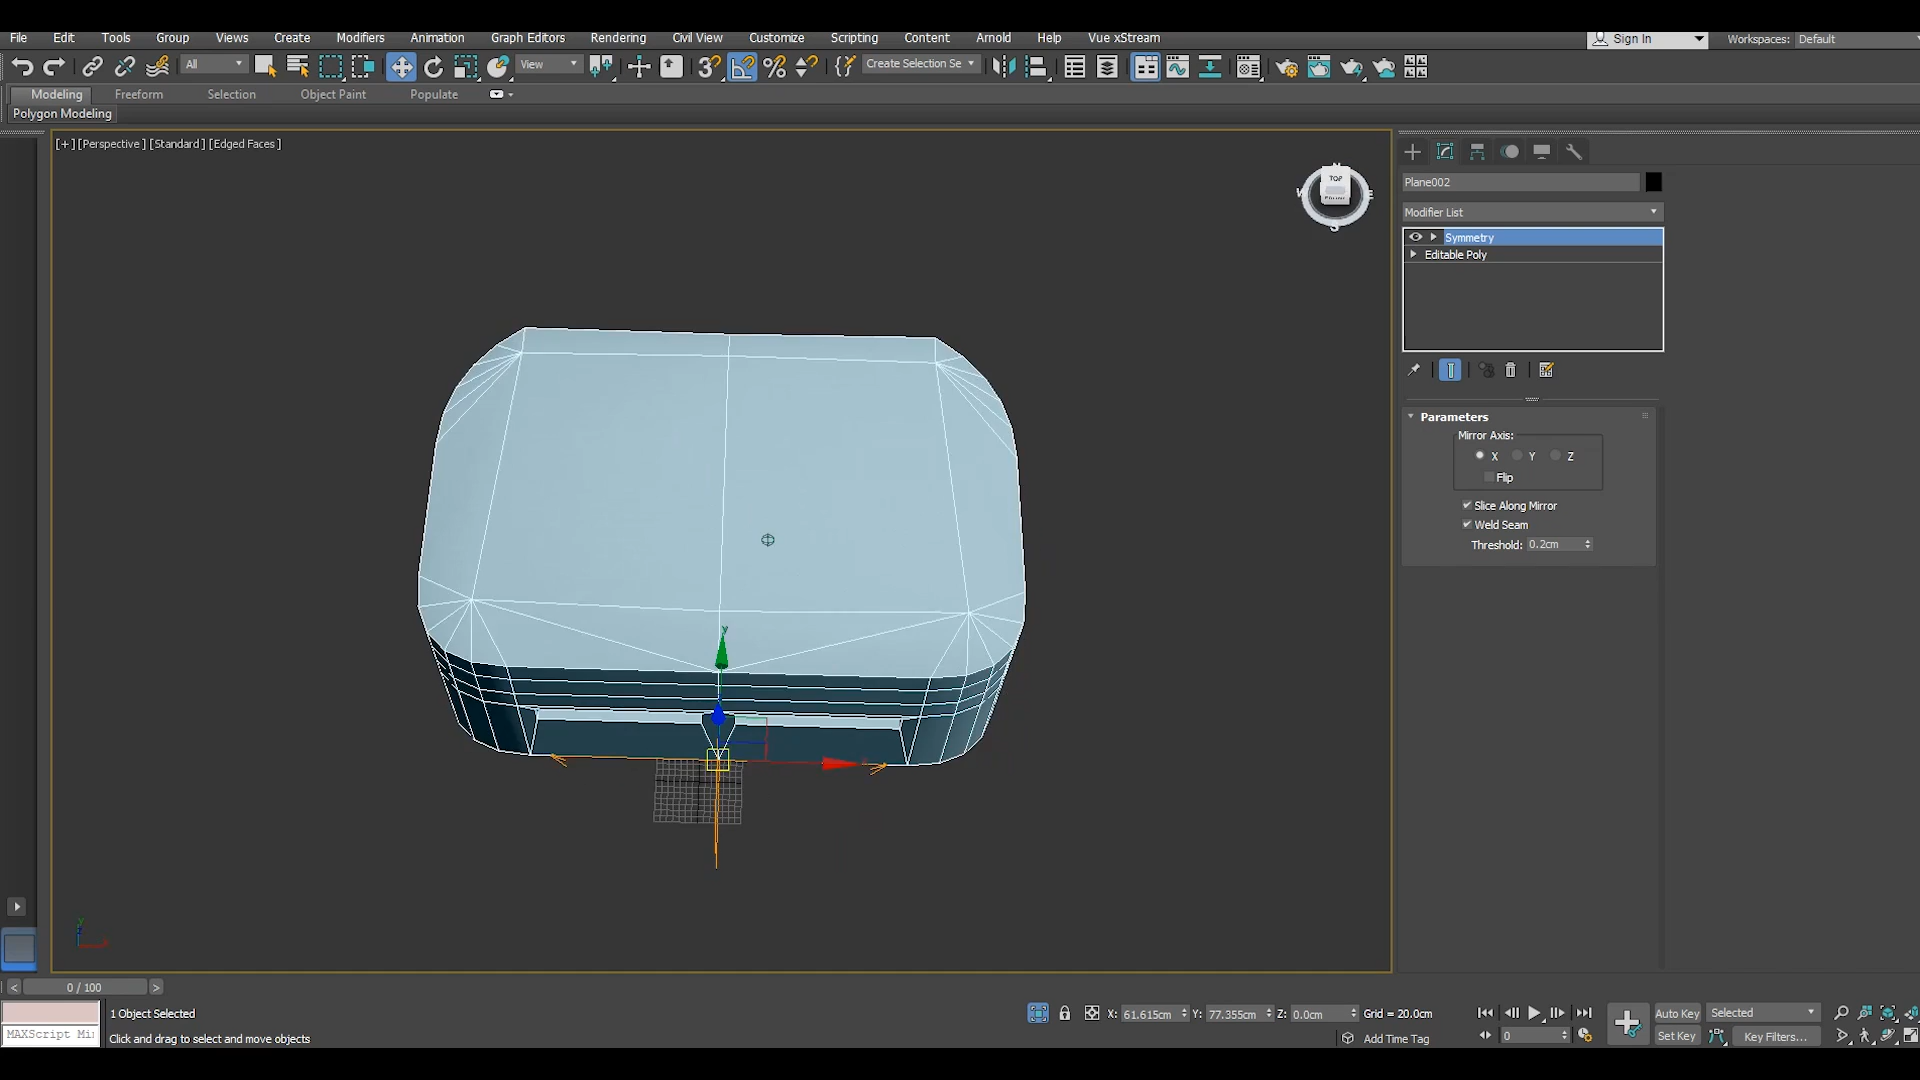 File Edit Tools Group Views Create Modifiers Animation Graph Editors Rendering Civil View Customize Scripting Content Arnold Help Vue xStream Sign In Workspaces: Default
All View Create Selection Se
Modeling Freeform Selection Object Paint Populate
Polygon Modeling
[+] [Perspective] [Standard] [Edged Faces]
TOP
S
Plane002
Modifier List
Symmetry
Editable Poly
Parameters
Mirror Axis:
X Y Z
Flip
Slice Along Mirror
Weld Seam
Threshold: 0.2cm
y
0 / 100
1 Object Selected
X: 61.615cm Y: 77.355cm Z: 0.0cm Grid = 20.0cm
Auto Key Selected
MAXScript Mi
Click and drag to select and move objects
Add Time Tag
0
Set Key Key Filters...